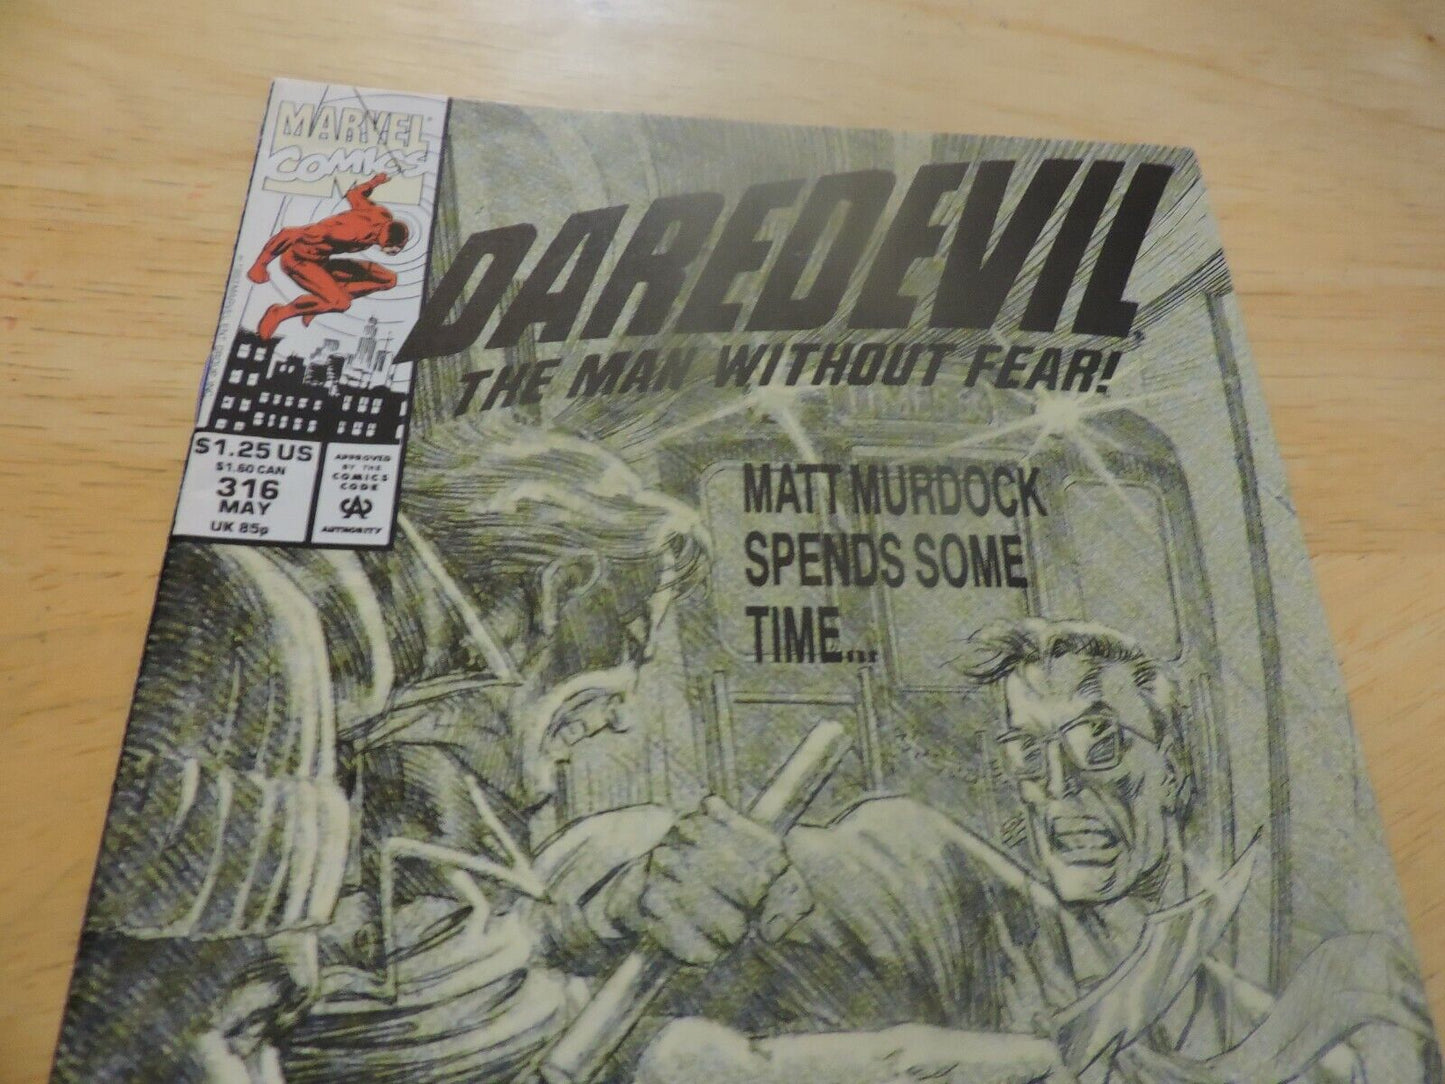 MARVEL
COMICS
DAREDEVIL
THE MAN WITHOUT FEAR!
$1.25 US
$1.60 CAN
316
MAY
UK 85p
APPROVED
BY THE
COMICS
CODE
CA
AUTHORITY
MATT MURDOCK
SPENDS SOME
TIME...